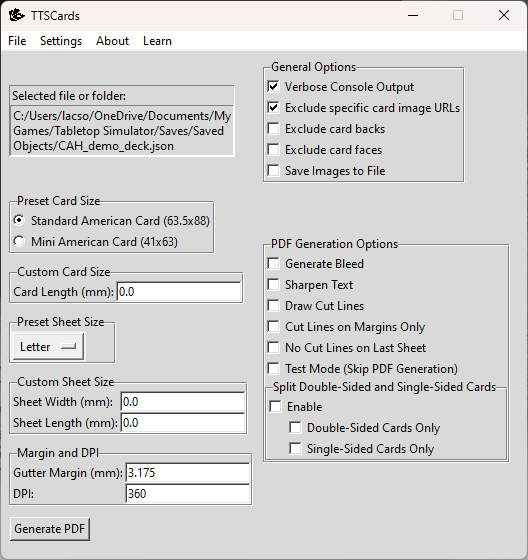 TTSCards
File Settings About Learn
Selected file or folder:
C:/Users/lacso/OneDrive/Documents/My
Games/Tabletop Simulator/Saves/Saved
Objects/CAH_demo_deck.json
Preset Card Size
Standard American Card (63.5x88)
Mini American Card (41x63)
Custom Card Size
Card Length (mm): 0.0
Preset Sheet Size
Letter
Custom Sheet Size
Sheet Width (mm): 0.0
Sheet Length (mm): 0.0
Margin and DPI
Gutter Margin (mm): 3.175
DPI: 360
Generate PDF
General Options
Verbose Console Output
Exclude specific card image URLs
Exclude card backs
Exclude card faces
Save Images to File
PDF Generation Options
Generate Bleed
Sharpen Text
Draw Cut Lines
Cut Lines on Margins Only
No Cut Lines on Last Sheet
Test Mode (Skip PDF Generation)
Split Double-Sided and Single-Sided Cards
Enable
Double-Sided Cards Only
Single-Sided Cards Only